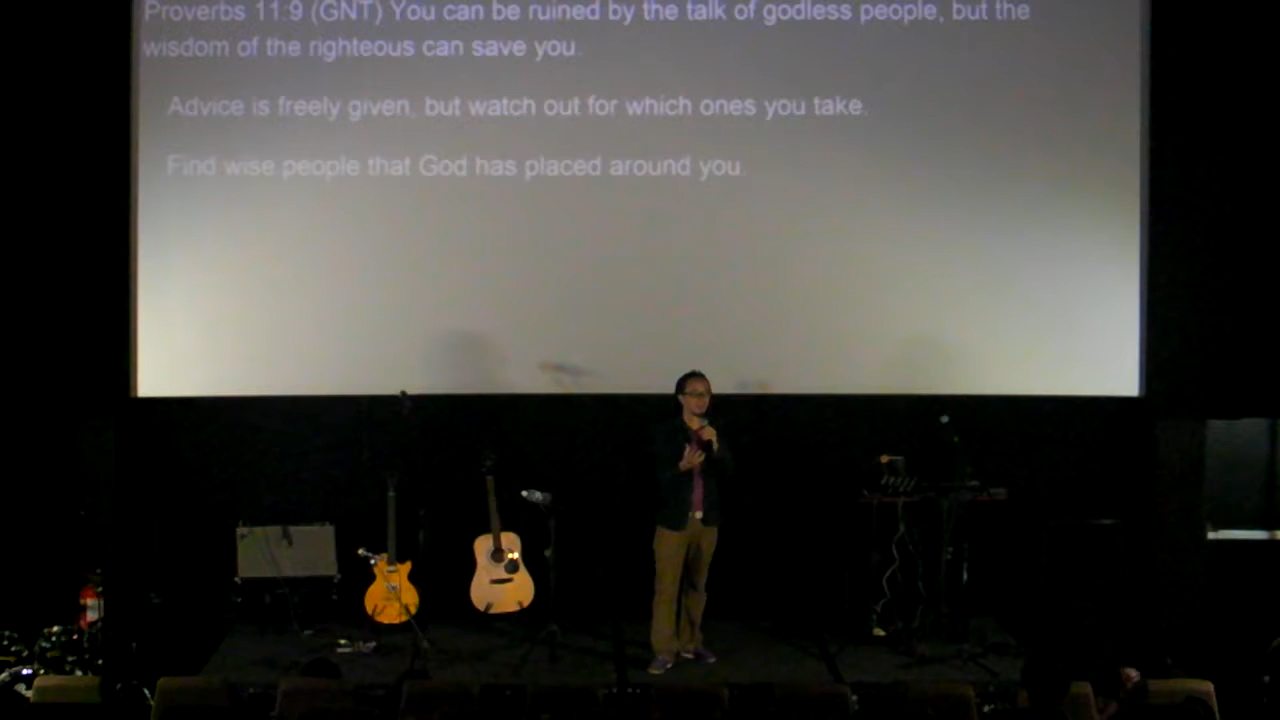 Proverbs 11:9 (GNT) You can be ruined by the talk of godless people, but the
wisdom of the righteous can save you.
Advice is freely given, but watch out for which ones you take.
Find wise people that God has placed around you.